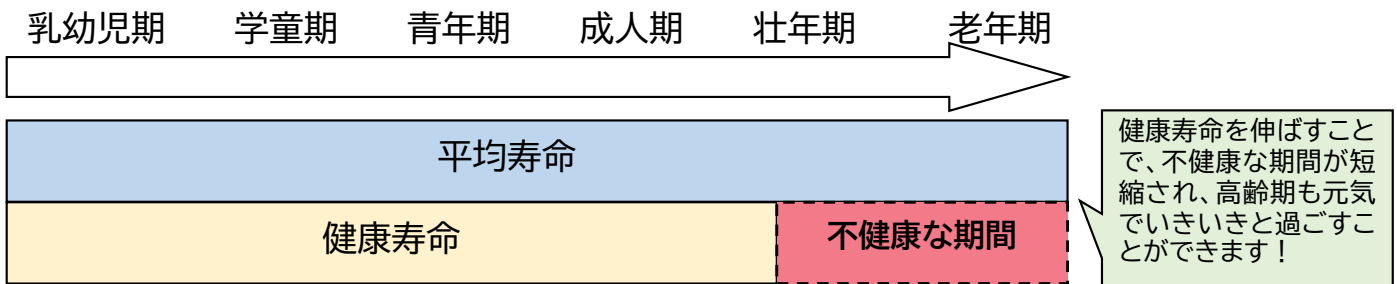 乳幼児期 学童期 青年期 成人期 壮年期 老年期
平均寿命
健康寿命 不健康な期間
健康寿命を伸ばすこと
で、不健康な期間が短
縮され、高齢期も元気
でいきいきと過ごすこ
とができます！